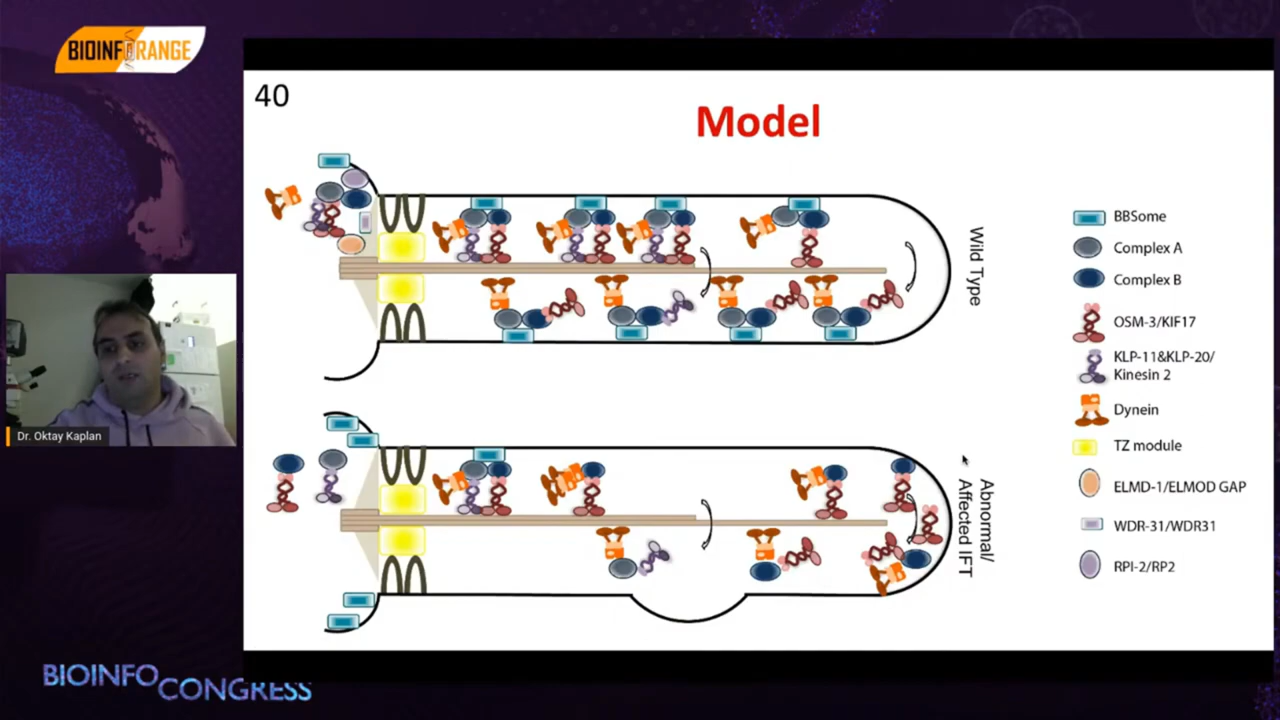 BIOINFORANGE
40
Model
Wild Type
Abnormal/
Affected IFT
BBSome
Complex A
Complex B
OSM-3/KIF17
KLP-11&KLP-20/
Kinesin 2
Dynein
TZ module
ELMD-1/ELMOD GAP
WDR-31/WDR31
RPI-2/RP2
Dr. Oktay Kaplan
BIOINFO
CONGRESS